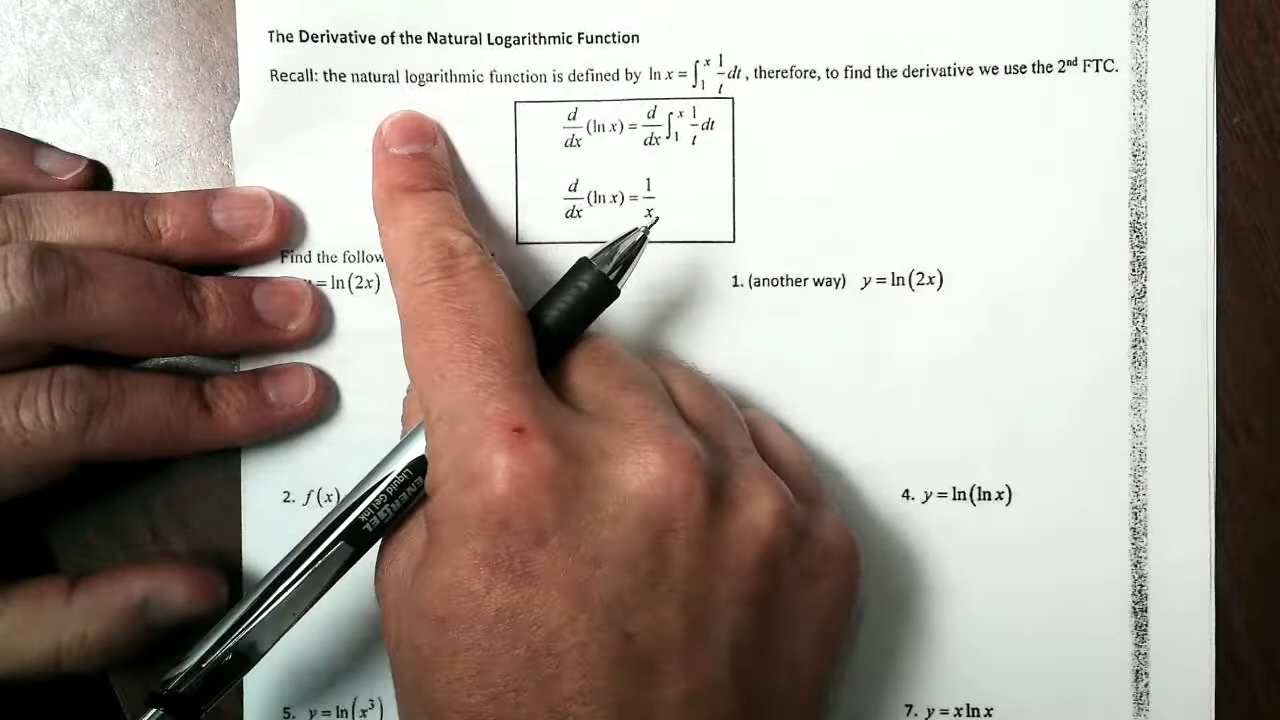 The Derivative of the Natural Logarithmic Function
Recall: the natural logarithmic function is defined by ln x = ∫₁ˣ 1/t dt, therefore, to find the derivative we use the 2nd FTC.
d/dx (ln x) = d/dx ∫₁ˣ 1/t dt
d/dx (ln x) = 1/x
Find the follow
= ln(2x)
1. (another way) y = ln(2x)
2. f(x)
4. y = ln(ln x)
5. y = ln(x³)
7. y = x ln x
ENERGEL
Liquid Gel Ink